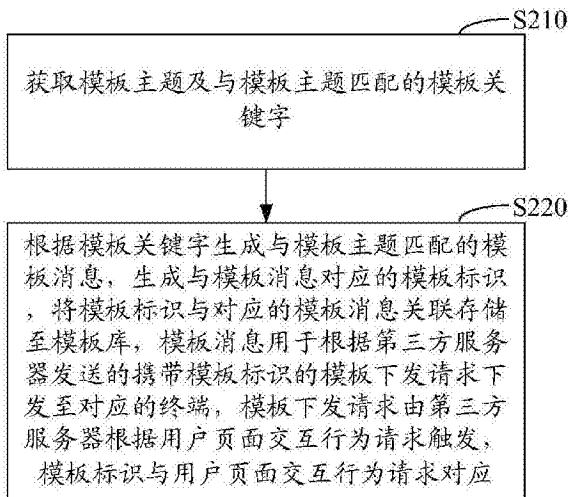 S210
获取模板主题及与模板主题匹配的模板关
键字
S220
根据模板关键字生成与模板主题匹配的模
板消息，生成与模板消息对应的模板标识
，将模板标识与对应的模板消息关联存储
至模板库，模板消息用于根据第三方服务
器发送的携带模板标识的模板下发请求下
发至对应的终端，模板下发请求由第三方
服务器根据用户页面交互行为请求触发，
模板标识与用户页面交互行为请求对应